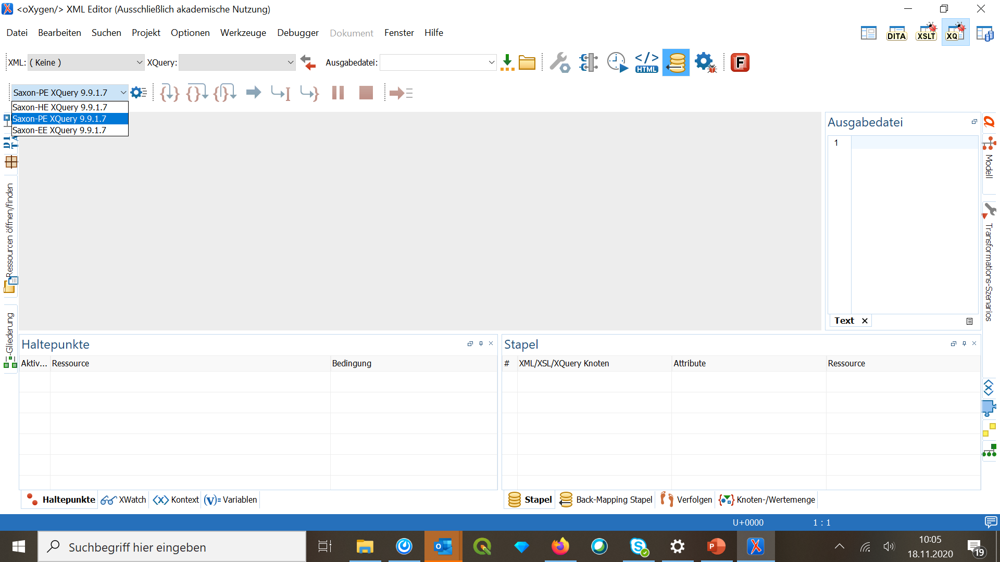 <oXygen/> XML Editor (Ausschließlich akademische Nutzung)
Datei Bearbeiten Suchen Projekt Optionen Werkzeuge Debugger Dokument Fenster Hilfe
DITA XSLT XQ
XML: ( Keine ) XQuery: Ausgabedatei: </> HTML F
Saxon-PE XQuery 9.9.1.7
Saxon-HE XQuery 9.9.1.7
Saxon-PE XQuery 9.9.1.7
Saxon-EE XQuery 9.9.1.7
Ressourcen öffnen/finden
-Gliederung
Ausgabedatei
1
Text
Modell
Transformations-Szenarios
Haltepunkte
Aktiv... Ressource Bedingung
Stapel
# XML/XSL/XQuery Knoten Attribute Ressource
Haltepunkte XWatch Kontext (v)= Variablen
Stapel Back-Mapping Stapel Verfolgen Knoten-/Wertemenge
U+0000 1 : 1
Suchbegriff hier eingeben
10:05
18.11.2020
19